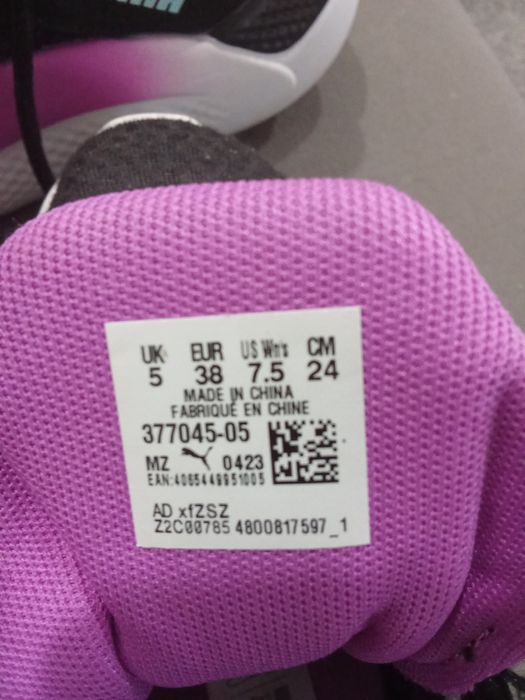 UK EUR US Wn's CM
5 38 7.5 24
MADE IN CHINA
FABRIQUÉ EN CHINE
377045-05
MZ 0423
EAN:4065449951005
AD xfZSZ
Z2C00785 4800817597_1